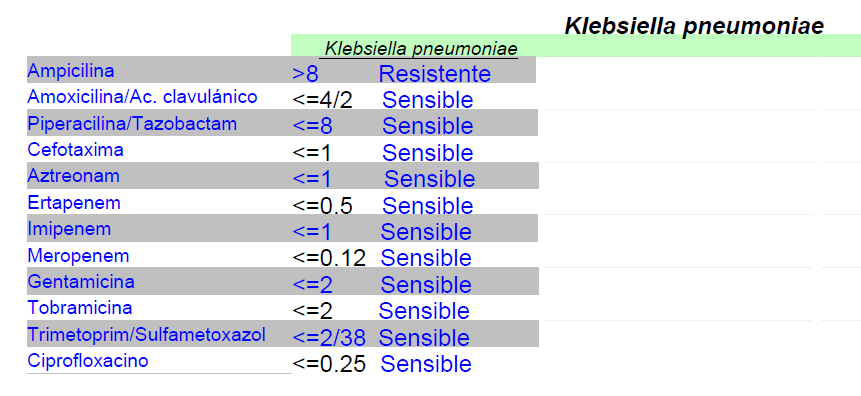 Klebsiella pneumoniae
Klebsiella pneumoniae
Ampicilina >8 Resistente
Amoxicilina/Ac. clavulánico <=4/2 Sensible
Piperacilina/Tazobactam <=8 Sensible
Cefotaxima <=1 Sensible
Aztreonam <=1 Sensible
Ertapenem <=0.5 Sensible
Imipenem <=1 Sensible
Meropenem <=0.12 Sensible
Gentamicina <=2 Sensible
Tobramicina <=2 Sensible
Trimetoprim/Sulfametoxazol <=2/38 Sensible
Ciprofloxacino <=0.25 Sensible